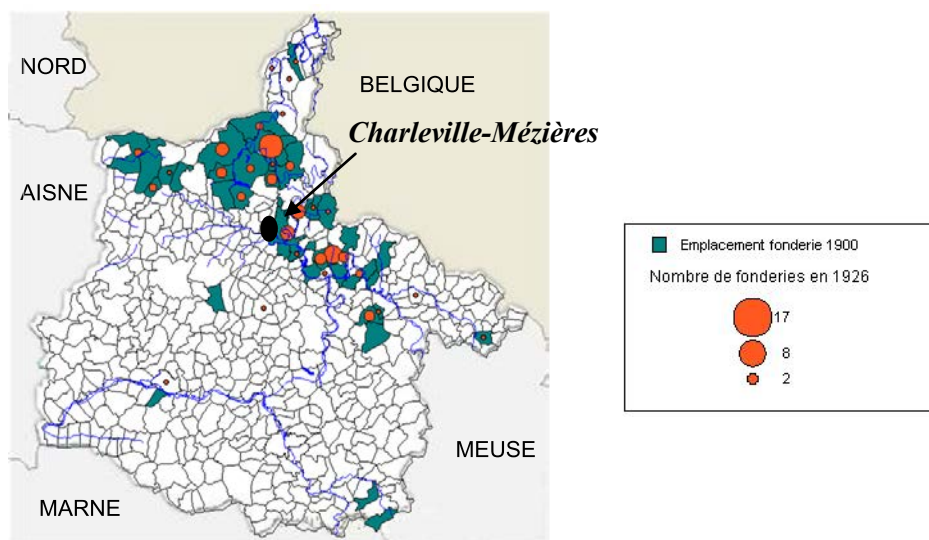 NORD
BELGIQUE
Charleville-Mézières
AISNE
MEUSE
MARNE
Emplacement fonderie 1900
Nombre de fonderies en 1926
17
8
2